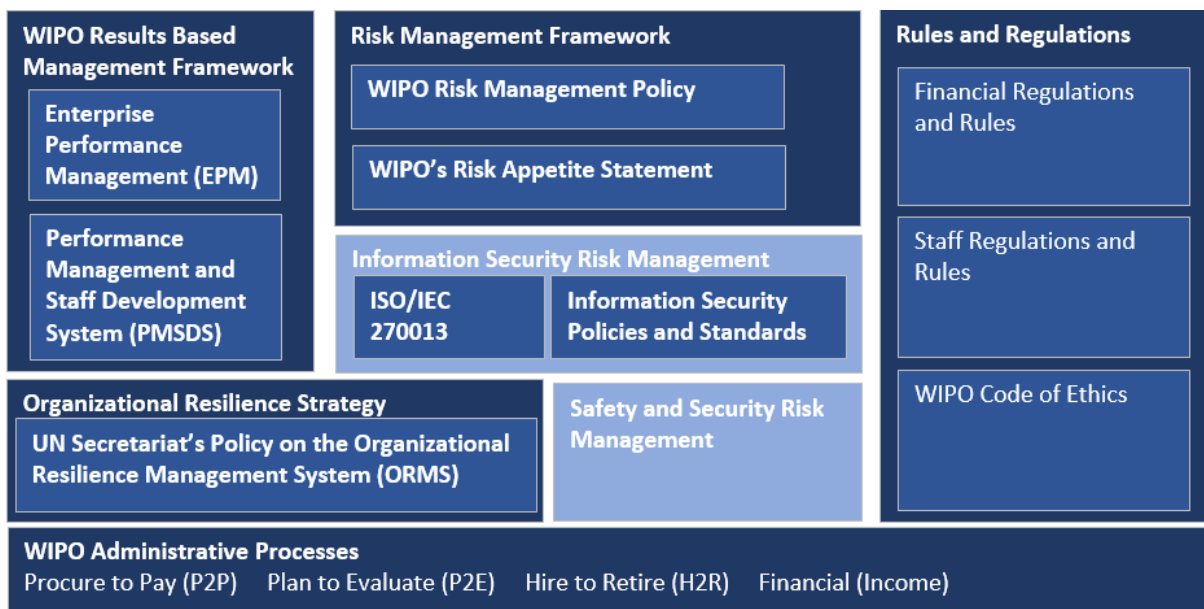 WIPO Results Based
Management Framework
Enterprise
Performance
Management (EPM)
Performance
Management and
Staff Development
System (PMSDS)
Risk Management Framework
WIPO Risk Management Policy
WIPO’s Risk Appetite Statement
Information Security Risk Management
ISO/IEC
270013
Information Security
Policies and Standards
Rules and Regulations
Financial Regulations
and Rules
Staff Regulations and
Rules
WIPO Code of Ethics
Organizational Resilience Strategy
UN Secretariat’s Policy on the Organizational
Resilience Management System (ORMS)
Safety and Security Risk
Management
WIPO Administrative Processes
Procure to Pay (P2P) Plan to Evaluate (P2E) Hire to Retire (H2R) Financial (Income)